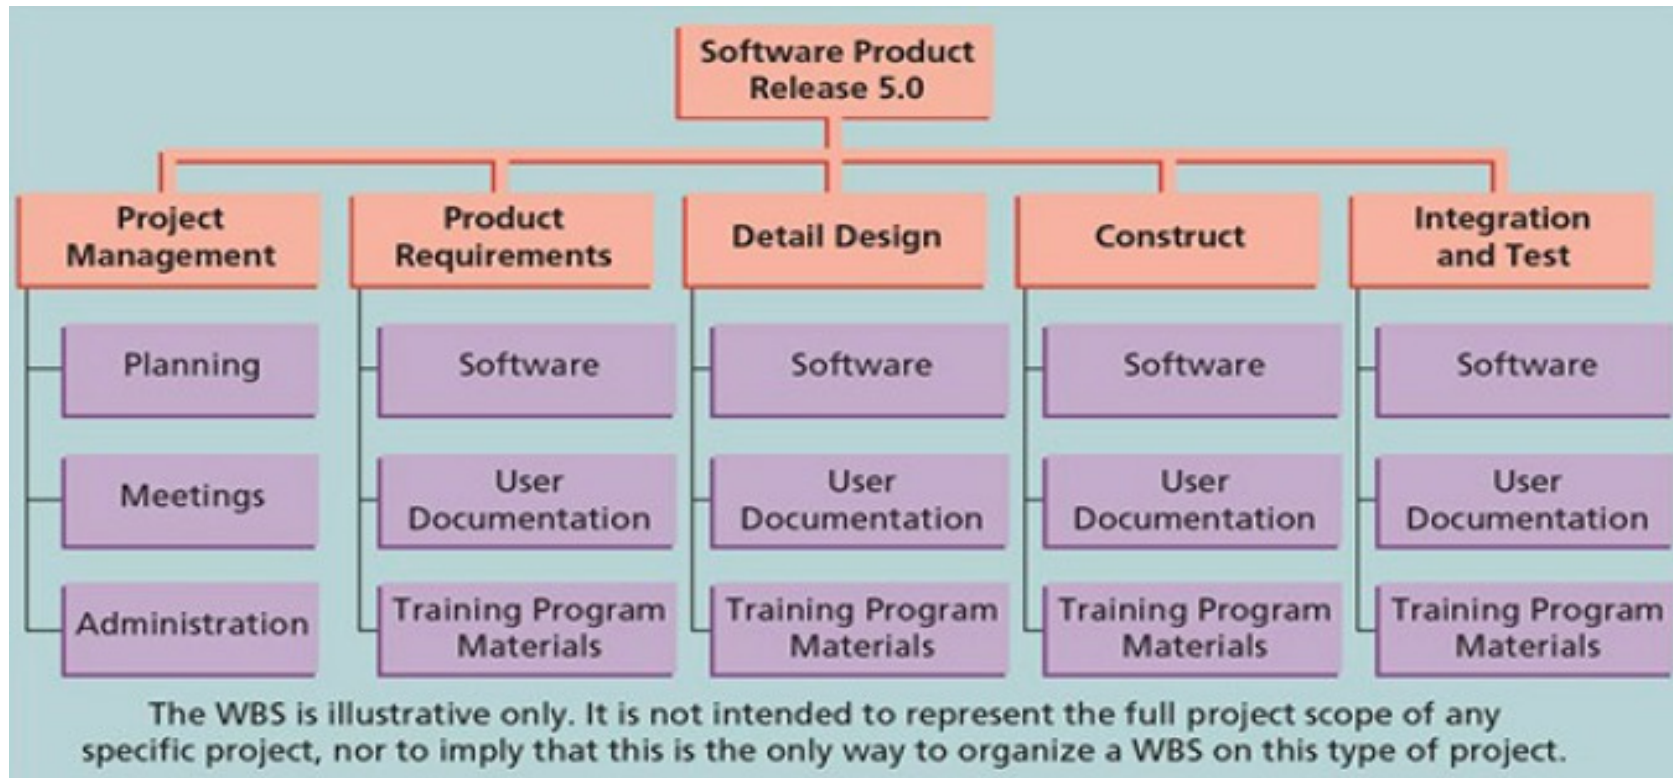 Software Product
Release 5.0
Project
Management
Product
Requirements
Detail Design
Construct
Integration
and Test
Planning
Software
Software
Software
Software
Meetings
User
Documentation
User
Documentation
User
Documentation
User
Documentation
Administration
Training Program
Materials
Training Program
Materials
Training Program
Materials
Training Program
Materials
The WBS is illustrative only. It is not intended to represent the full project scope of any
specific project, nor to imply that this is the only way to organize a WBS on this type of project.